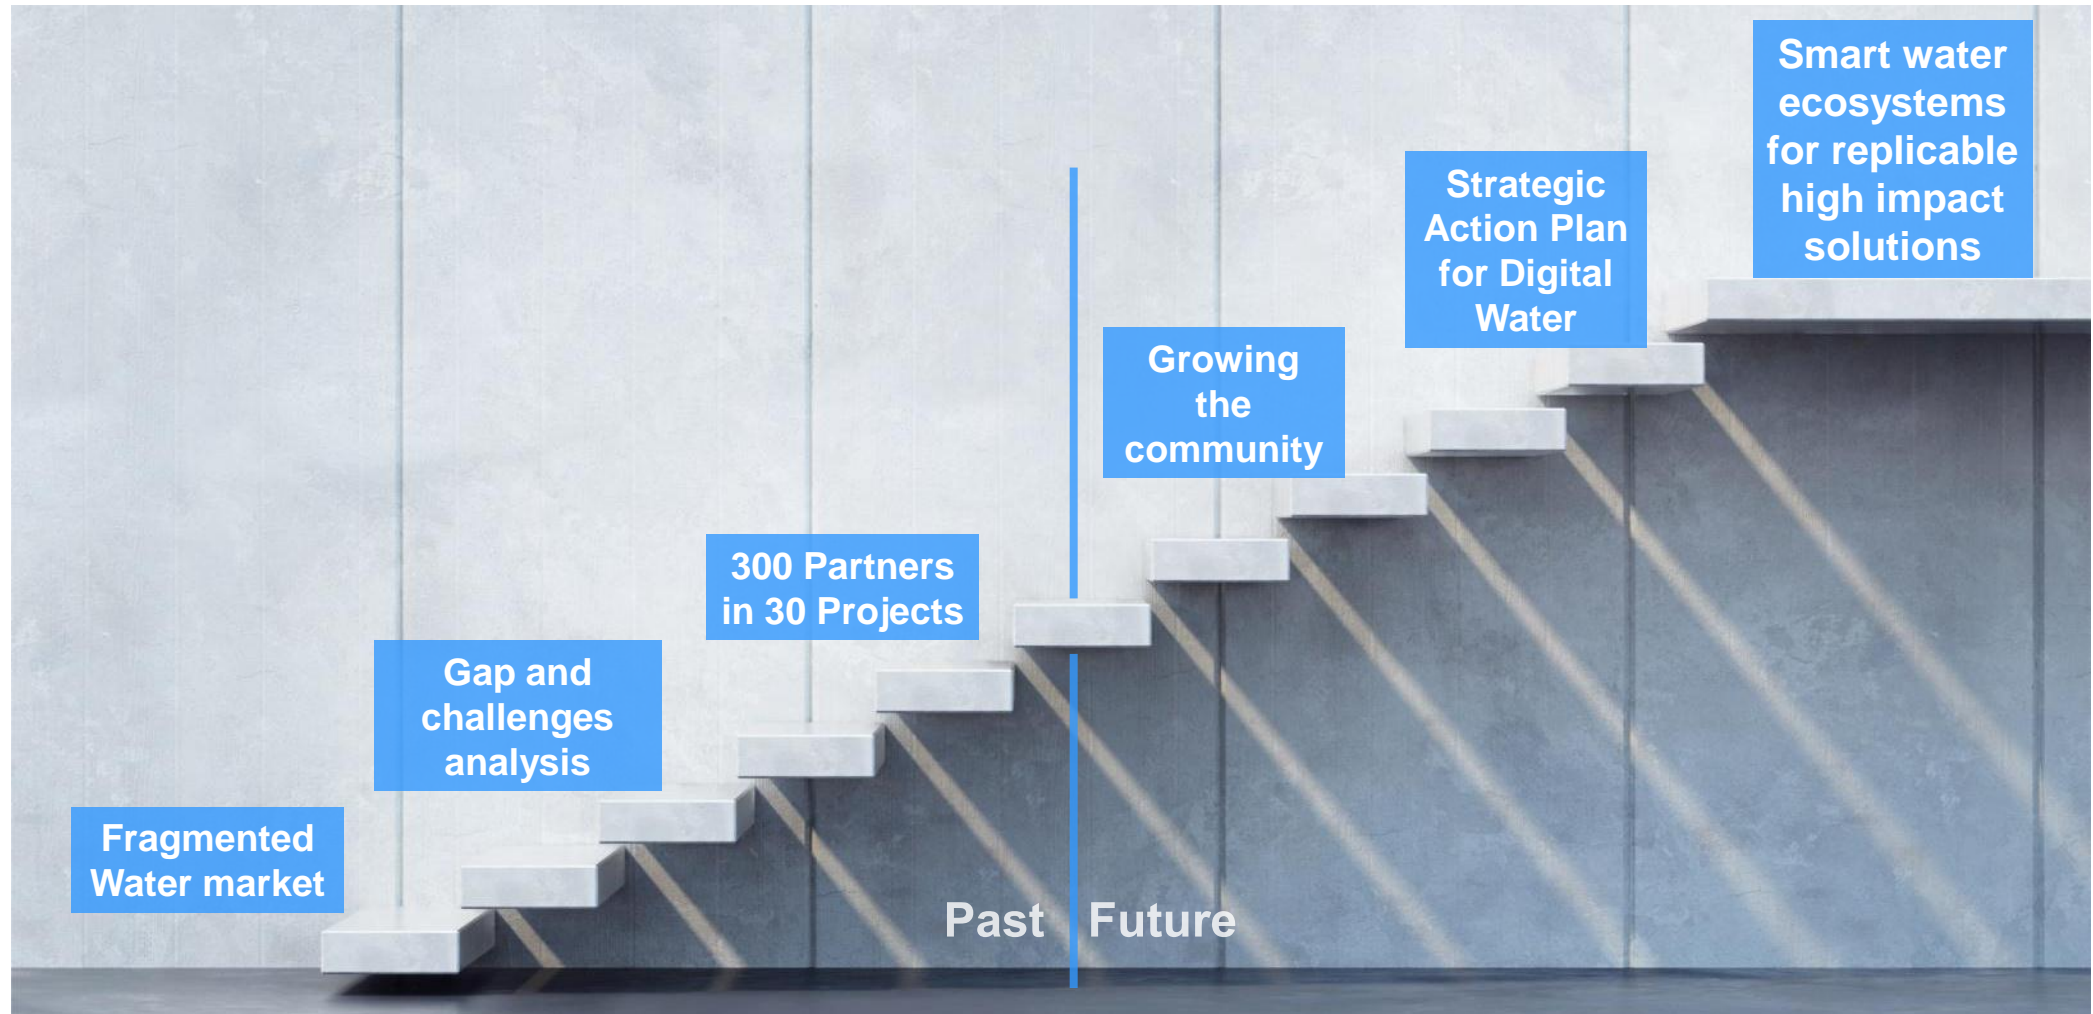 Fragmented
Water market
Gap and
challenges
analysis
300 Partners
in 30 Projects
Growing
the
community
Strategic
Action Plan
for Digital
Water
Smart water
ecosystems
for replicable
high impact
solutions
Past
Future